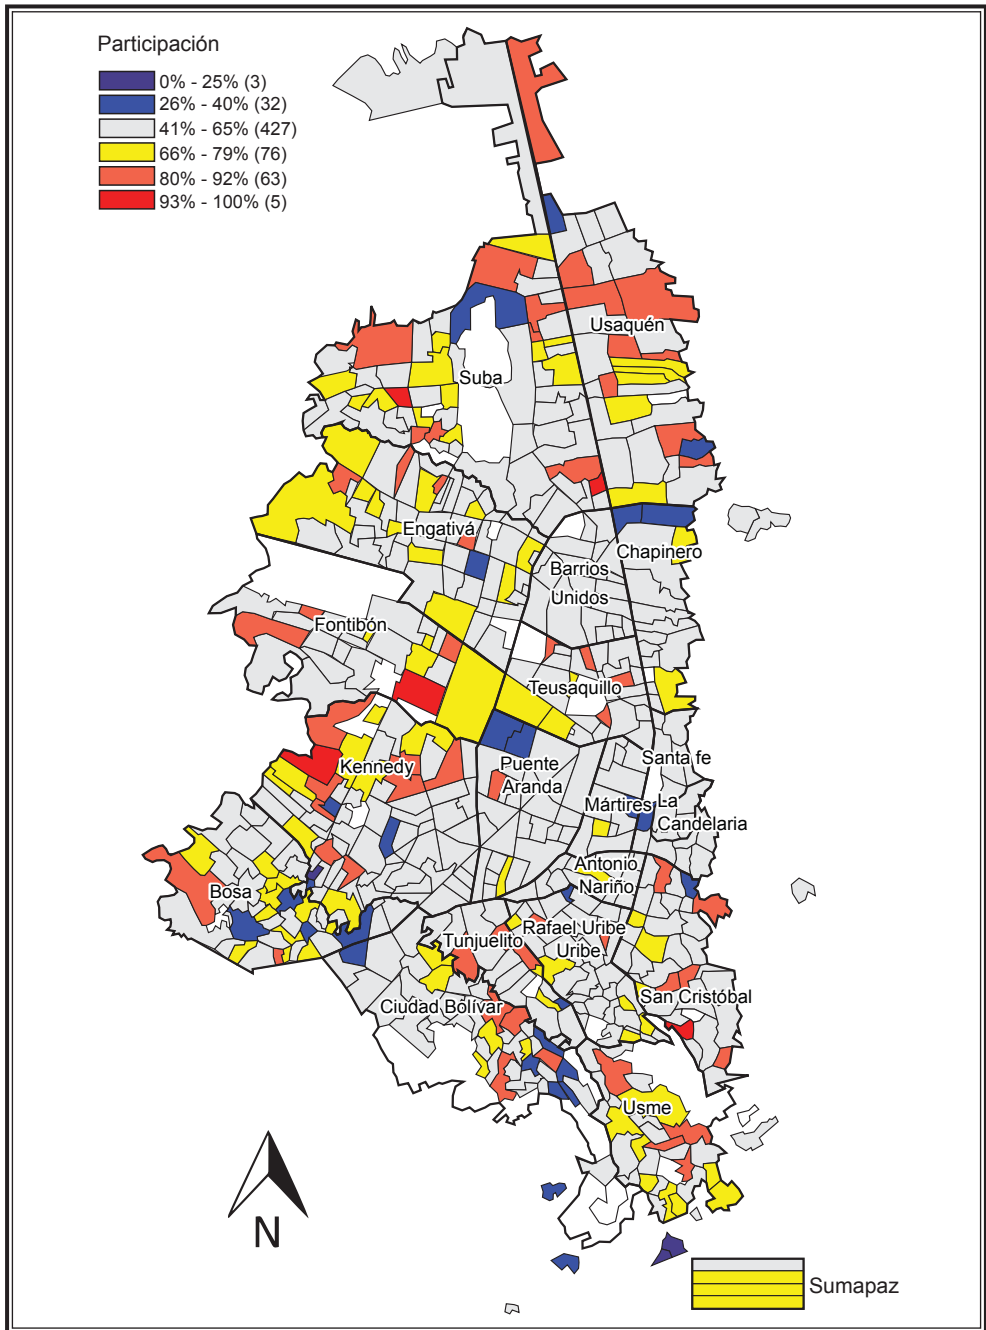 Participación
0% - 25% (3)
26% - 40% (32)
41% - 65% (427)
66% - 79% (76)
80% - 92% (63)
93% - 100% (5)
Usaquén
Suba
Engativá
Chapinero
Barrios
Unidos
Fontibón
Teusaquillo
Santa fe
Kennedy
Puente
Aranda
Mártires
La
Candelaria
Antonio
Nariño
Bosa
Rafael Uribe
Uribe
Tunjuelito
San Cristóbal
Ciudad Bolívar
Usme
N
Sumapaz